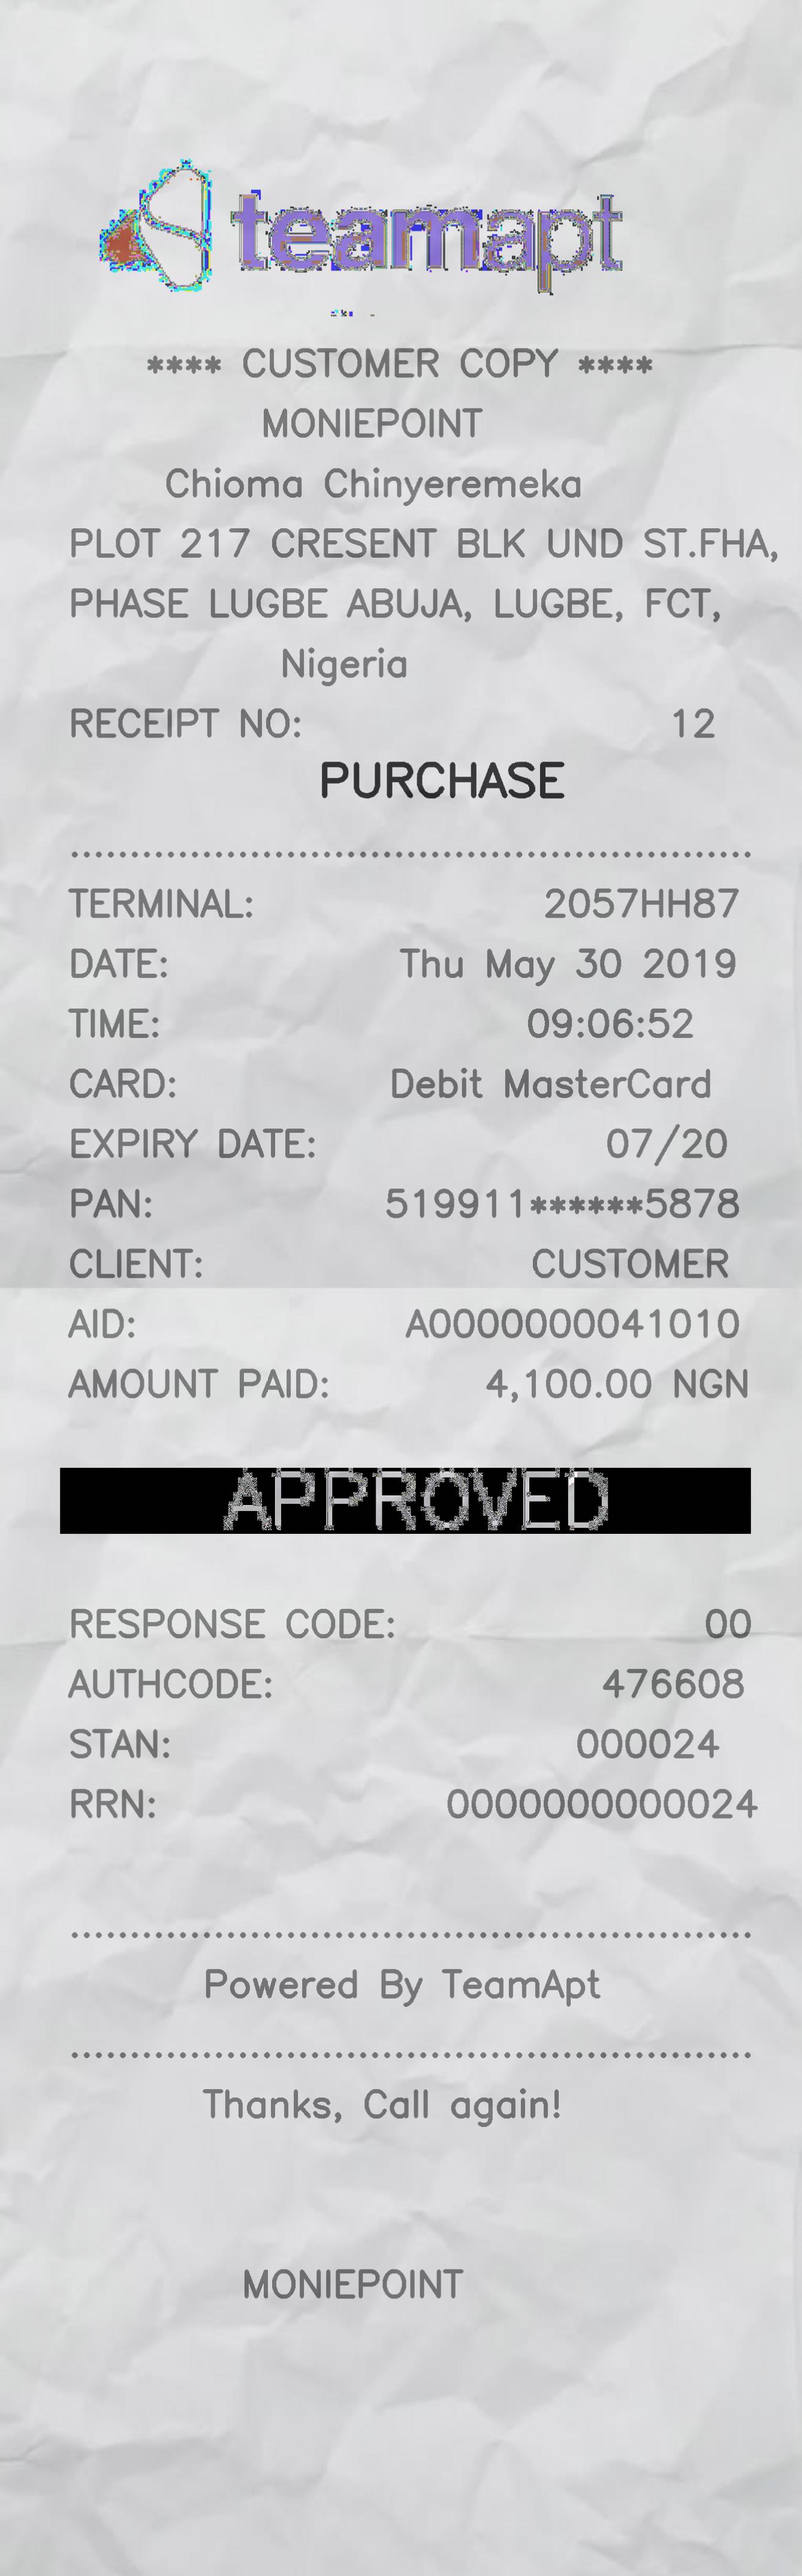 teamapt
**** CUSTOMER COPY ****
MONIEPOINT
Chioma Chinyeremeka
PLOT 217 CRESENT BLK UND ST.FHA,
PHASE LUGBE ABUJA, LUGBE, FCT,
Nigeria
RECEIPT NO: 12
PURCHASE
TERMINAL: 2057HH87
DATE: Thu May 30 2019
TIME: 09:06:52
CARD: Debit MasterCard
EXPIRY DATE: 07/20
PAN: 519911******5878
CLIENT: CUSTOMER
AID: A0000000041010
AMOUNT PAID: 4,100.00 NGN
APPROVED
RESPONSE CODE: 00
AUTHCODE: 476608
STAN: 000024
RRN: 0000000000024
Powered By TeamApt
Thanks, Call again!
MONIEPOINT